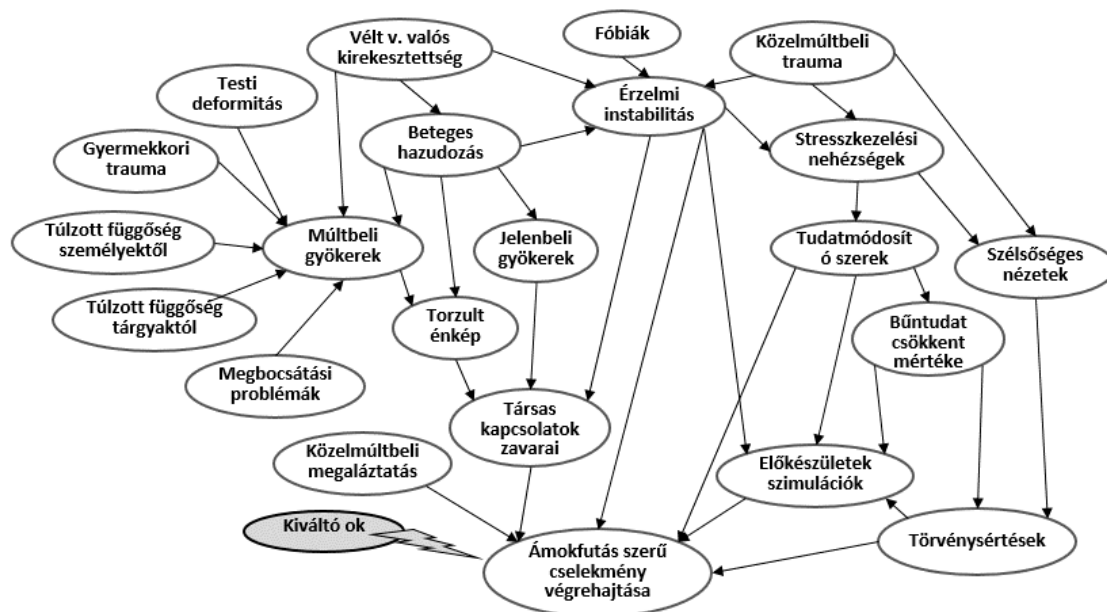 Vélt v. valós
kirekesztettség
Fóbiák
Közelmúltbeli
trauma
Testi
deformitás
Érzelmi
instabilitás
Beteges
hazudozás
Stresszkezelési
nehézségek
Gyermekkori
trauma
Túlzott függőség
személyektől
Múltbeli
gyökerek
Jelenbeli
gyökerek
Tudatmódosít
ó szerek
Szélsőséges
nézetek
Túlzott függőség
tárgyaktól
Torzult
énkép
Bűntudat
csökkent
mértéke
Megbocsátási
problémák
Társas
kapcsolatok
zavarai
Közelmúltbeli
megaláztatás
Előkészületek
szimulációk
Kiváltó ok
Ámokfutás szerű
cselekmény
végrehajtása
Törvénysértések